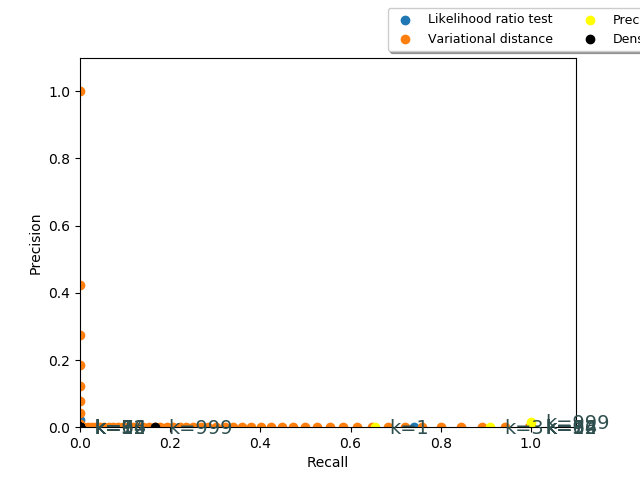 Likelihood ratio test Prec
Variational distance Dens
1.0
0.8
0.6
0.4
0.2
0.0
Precision
k=999
k=999 k=1 k=3
0.0 0.2 0.4 0.6 0.8 1.0
Recall